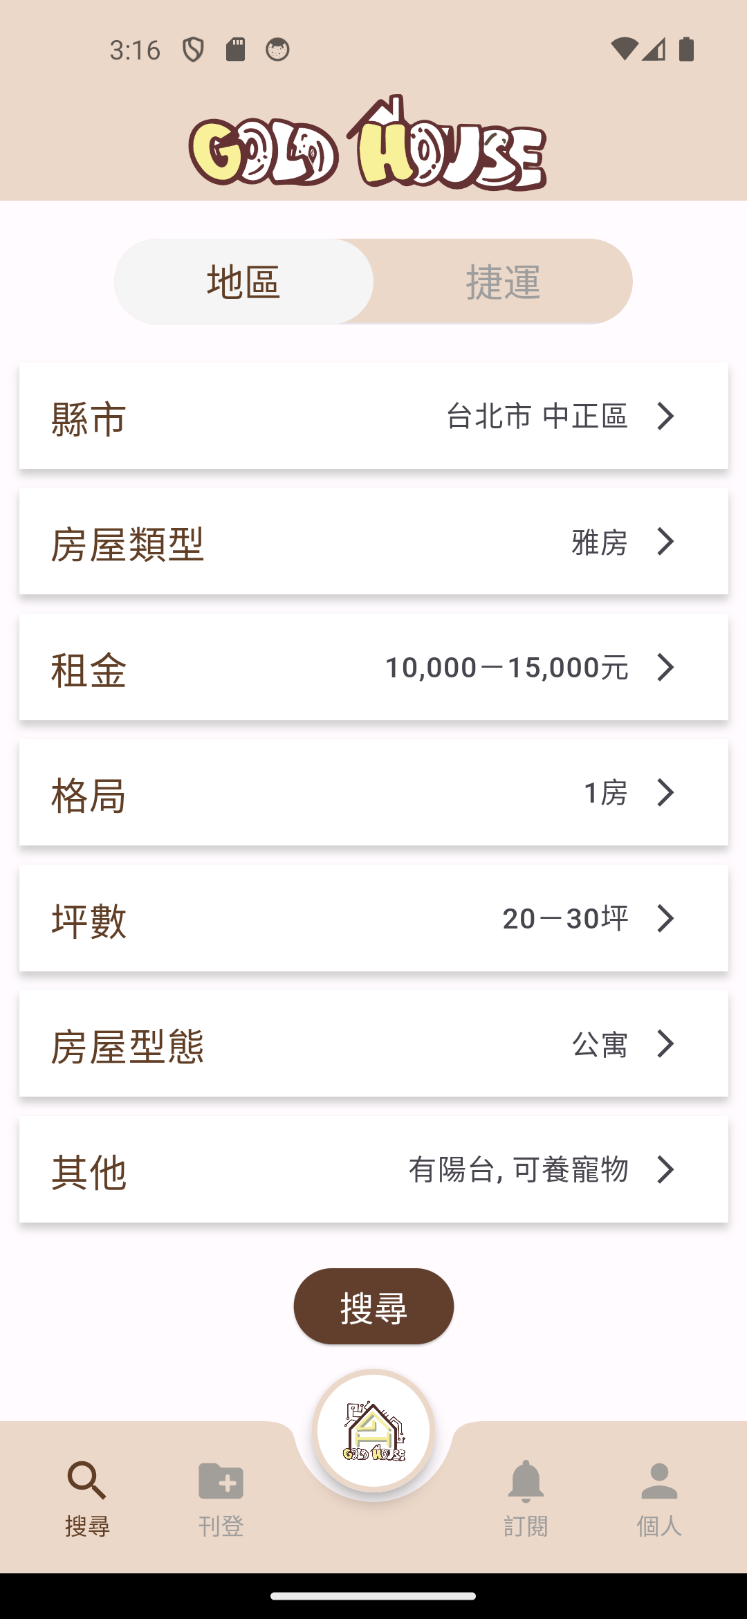 3:16
GOLD HOUSE
地區 捷運
縣市 台北市 中正區
房屋類型 雅房
租金 10,000－15,000元
格局 1房
坪數 20－30坪
房屋型態 公寓
其他 有陽台, 可養寵物
搜尋
GOLD HOUSE
搜尋 刊登 訂閱 個人